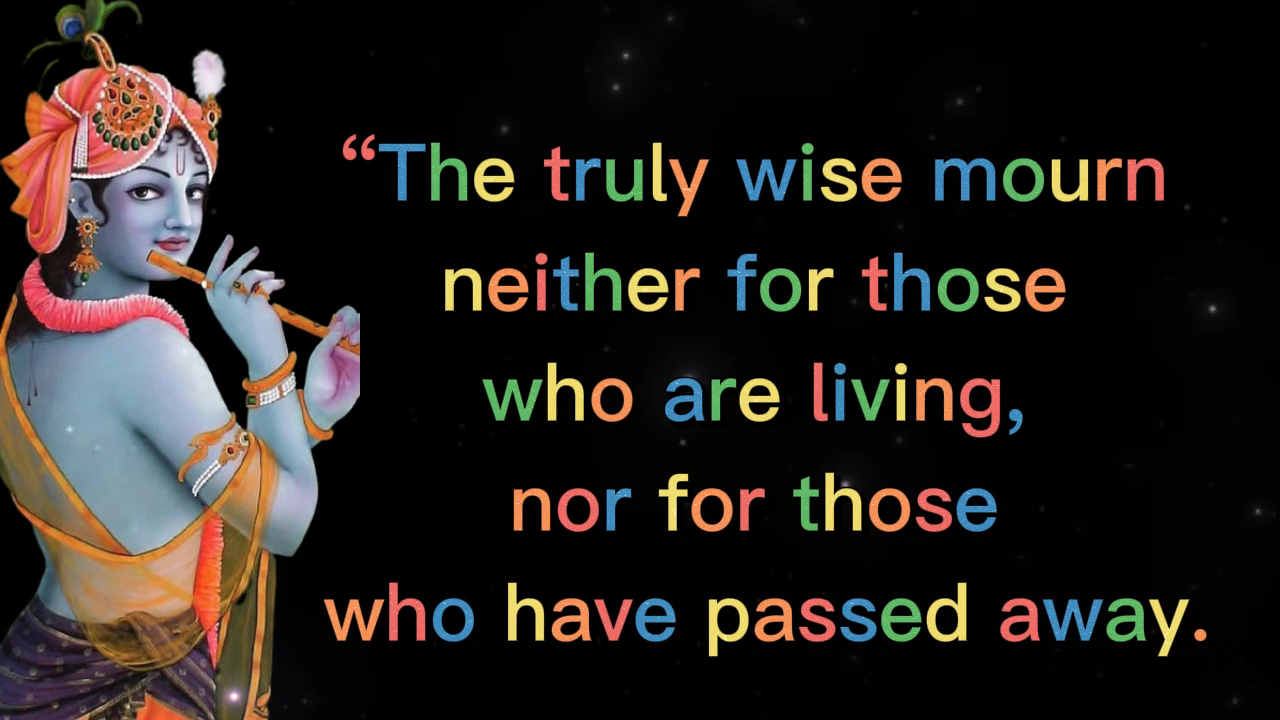 “The truly wise mourn
neither for those
who are living,
nor for those
who have passed away.